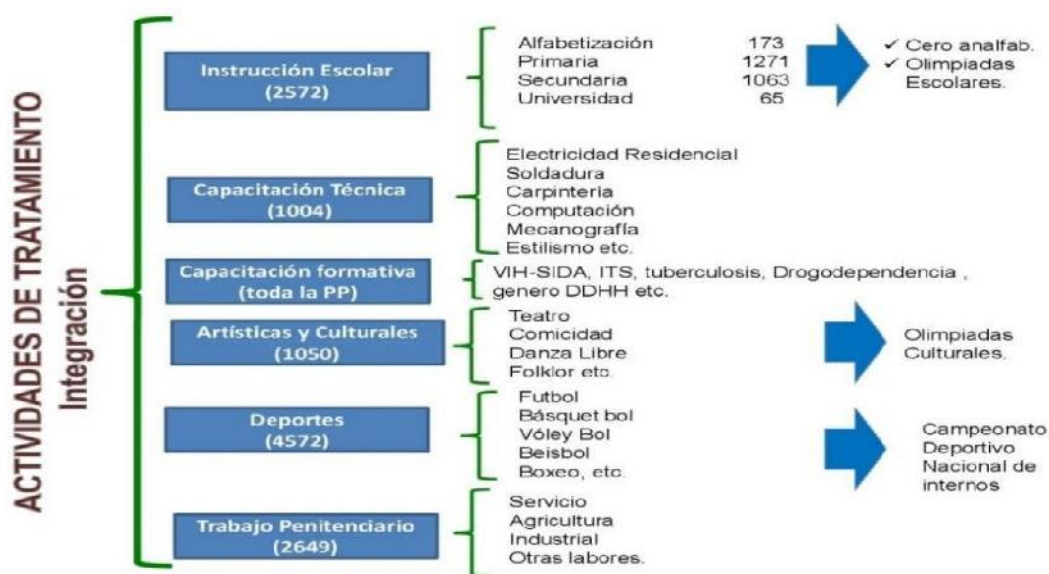 ACTIVIDADES DE TRATAMIENTO
Integración
Instrucción Escolar
(2572)
Alfabetización 173
Primaria 1271
Secundaria 1063
Universidad 65
✓ Cero analfab.
✓ Olimpiadas
Escolares.
Capacitación Técnica
(1004)
Electricidad Residencial
Soldadura
Carpintería
Computación
Mecanografía
Estilismo etc.
Capacitación formativa
(toda la PP)
VIH-SIDA, ITS, tuberculosis, Drogodependencia ,
genero DDHH etc.
Artísticas y Culturales
(1050)
Teatro
Comicidad
Danza Libre
Folklor etc.
Olimpiadas
Culturales.
Deportes
(4572)
Futbol
Básquet bol
Vóley Bol
Beisbol
Boxeo, etc.
Campeonato
Deportivo
Nacional de
internos
Trabajo Penitenciario
(2649)
Servicio
Agricultura
Industrial
Otras labores.